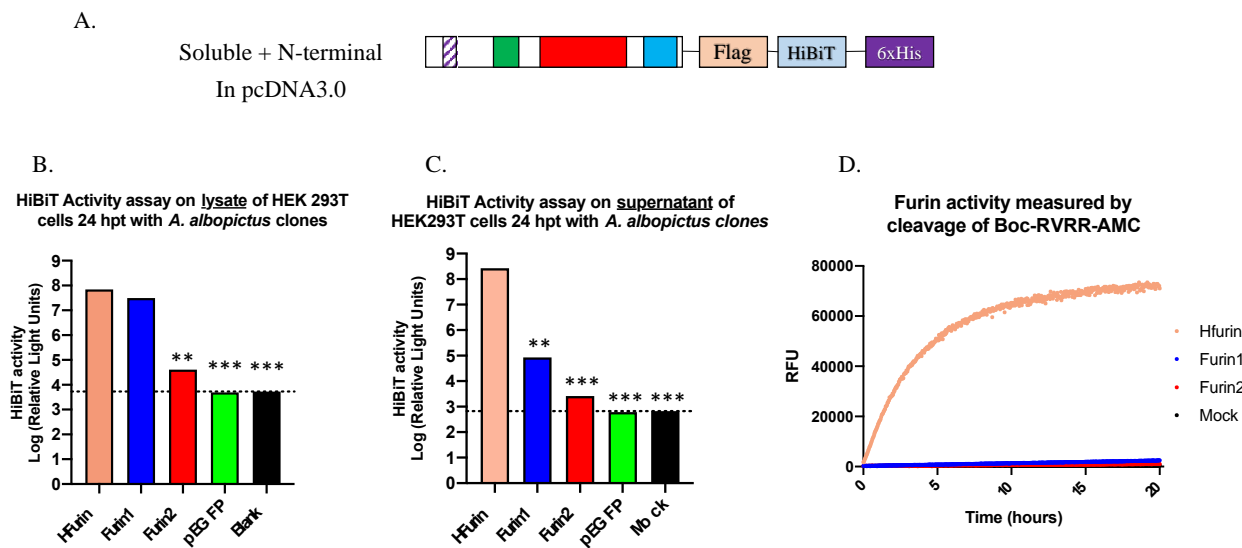 A.
Soluble + N-terminal
In pcDNA3.0
Flag
HiBiT
6xHis
B.
HiBiT Activity assay on lysate of HEK 293T
cells 24 hpt with A. albopictus clones
HiBiT activity
Log (Relative Light Units)
9
8
7
6
5
4
3
2
1
0
**
***
***
HFurin
Furin1
Furin2
pEG FP
Blank
C.
HiBiT Activity assay on supernatant of
HEK293T cells 24 hpt with A. albopictus clones
HiBiT activity
Log (Relative Light Units)
9
8
7
6
5
4
3
2
1
0
**
***
***
***
HFurin
Furin1
Furin2
pEG FP
Mo ck
D.
Furin activity measured by
cleavage of Boc-RVRR-AMC
RFU
80000
60000
40000
20000
0
0
5
10
15
20
Time (hours)
Hfurin
Furin1
Furin2
Mock